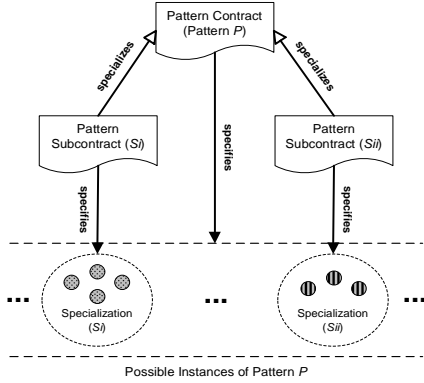 Pattern Contract
(Pattern P)
specializes
specializes
Pattern
Subcontract (Si)
Pattern
Subcontract (Sii)
specifies
specifies
specifies
...
Specialization
(Si)
...
Specialization
(Sii)
...
Possible Instances of Pattern P